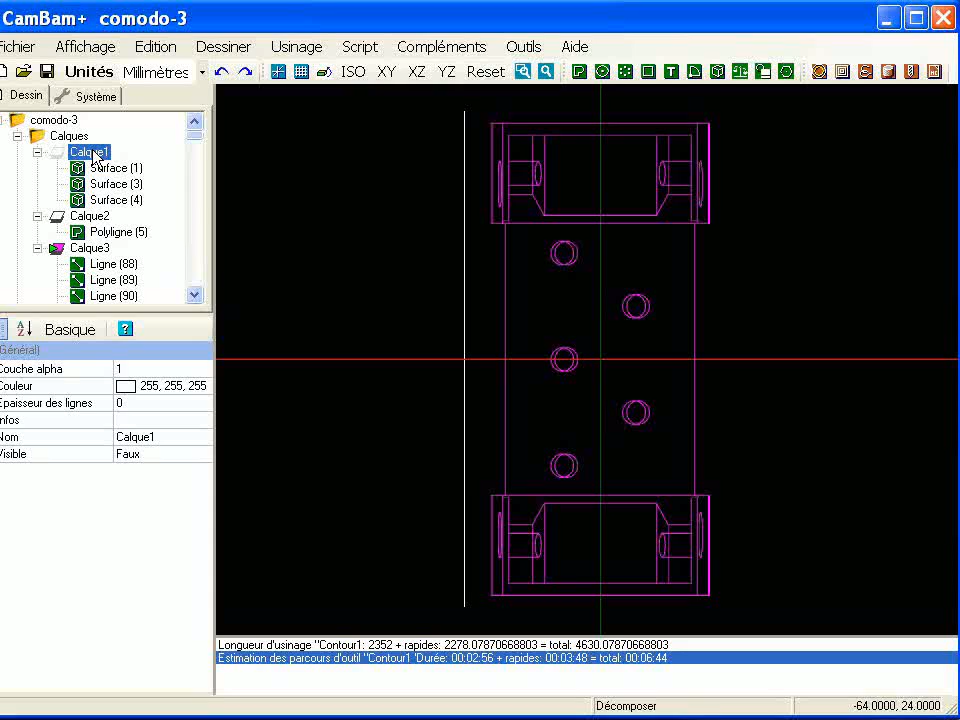 CamBam+ comodo-3
Fichier Affichage Edition Dessiner Usinage Script Compléments Outils Aide
Unités Millimètres ISO XY XZ YZ Reset
Dessin Système
comodo-3
Calques
Calque1
Surface (1)
Surface (3)
Surface (4)
Calque2
Polyligne (5)
Calque3
Ligne (88)
Ligne (89)
Ligne (90)
Basique
(Général)
Couche alpha 1
Couleur 255, 255, 255
Epaisseur des lignes 0
Infos
Nom Calque1
Visible Faux
Longueur d'usinage "Contour1: 2352 + rapides: 2278.07870668803 = total: 4630.07870668803
Estimation des parcours d'outil "Contour1 "Durée: 00:02:56 + rapides: 00:03:48 = total: 00:06:44
Décomposer -64.0000, 24.0000